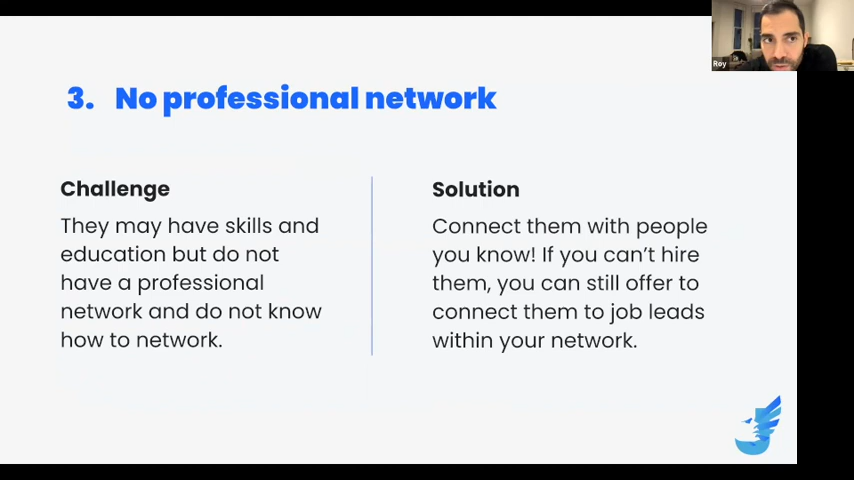 Roy
3. No professional network
Challenge
They may have skills and
education but do not
have a professional
network and do not know
how to network.
Solution
Connect them with people
you know! If you can’t hire
them, you can still offer to
connect them to job leads
within your network.